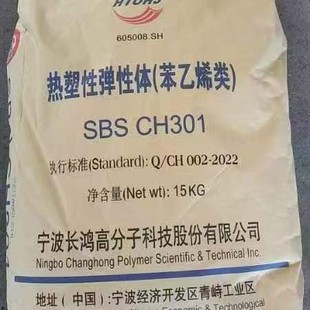 605008.SH
热塑性弹性体(苯乙烯类)
SBS CH301
执行标准(Standard): Q/CH 002-2022
净含量(Net wt): 15KG
宁波长鸿高分子科技股份有限公司
Ningbo Changhong Polymer Scientific & Technical Inc.
地址（中国）:宁波经济开发区青峙工业区
Economic & Technological